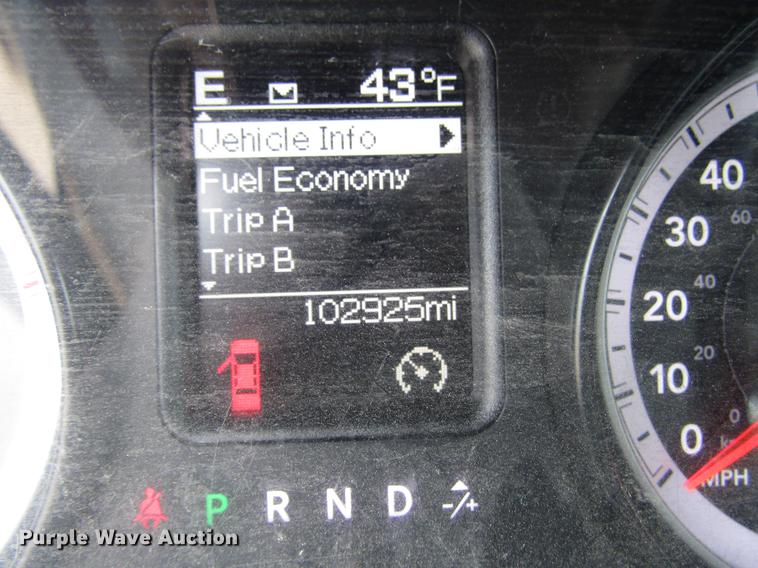 E 43°F
Vehicle Info
Fuel Economy
Trip A
Trip B
102925mi
P R N D -/+
40
60
30
40
20
20
10
0
0
MPH
Purple Wave Auction